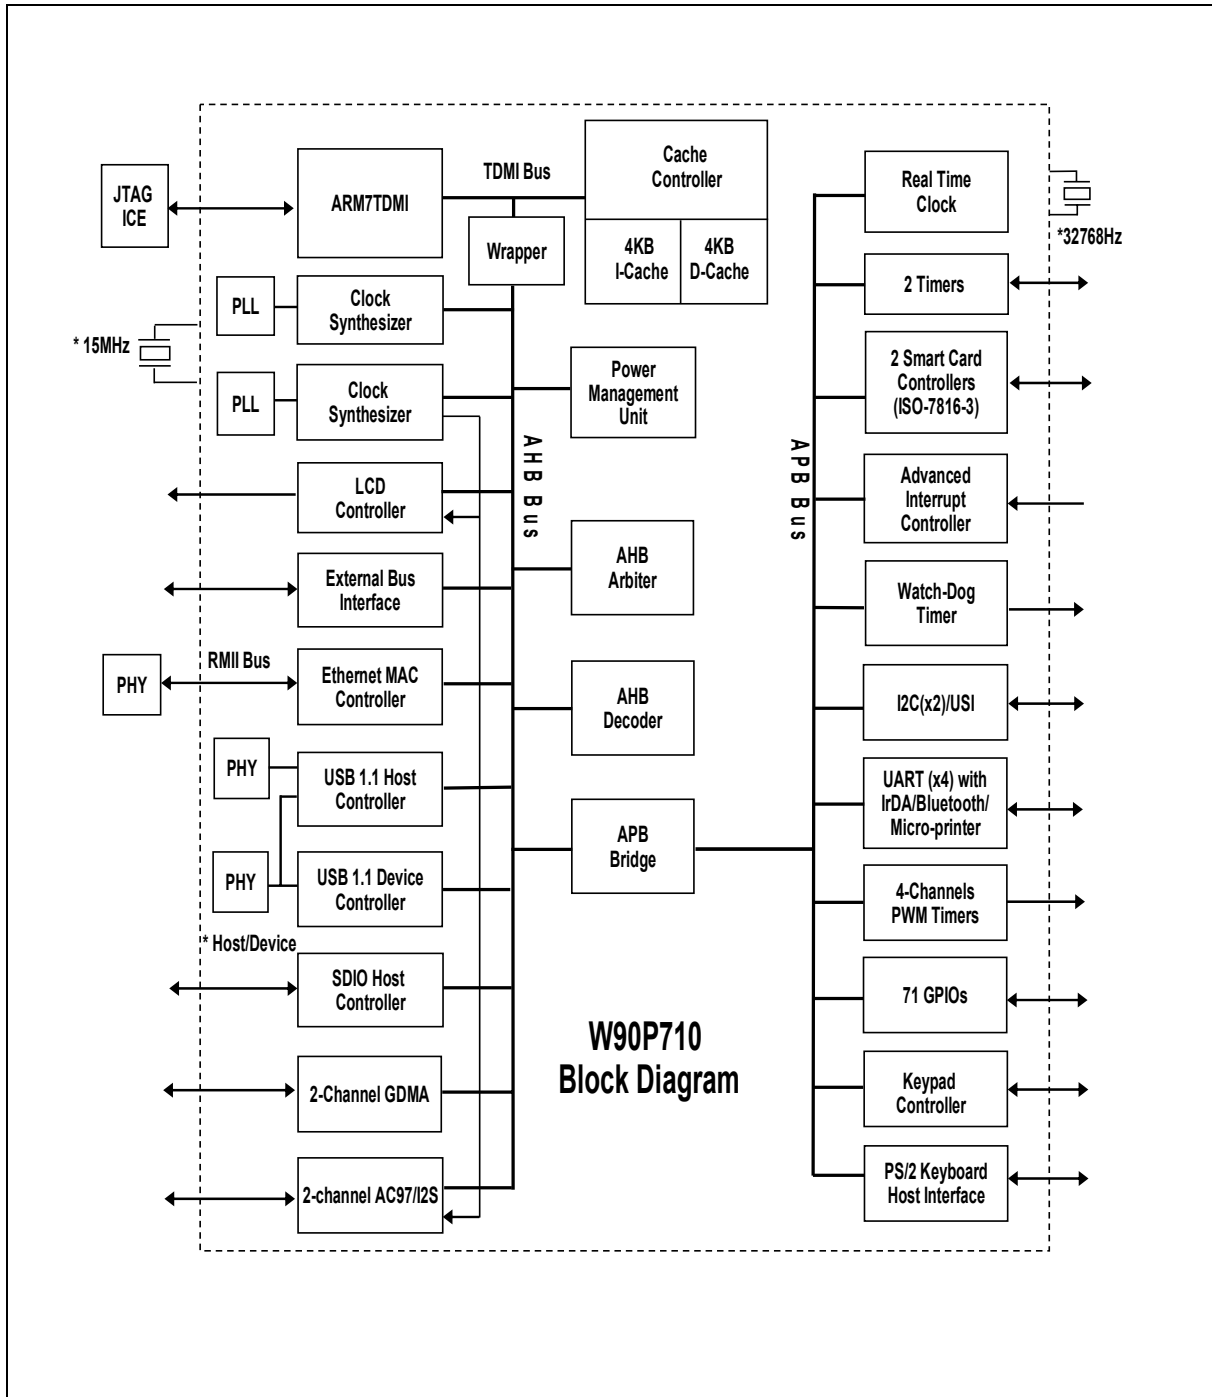 JTAG
ICE
ARM7TDMI
TDMI Bus
Wrapper
Cache
Controller
4KB
I-Cache
4KB
D-Cache
PLL
Clock
Synthesizer
* 15MHz
PLL
Clock
Synthesizer
LCD
Controller
External Bus
Interface
PHY
RMII Bus
Ethernet MAC
Controller
PHY
USB 1.1 Host
Controller
PHY
USB 1.1 Device
Controller
* Host/Device
SDIO Host
Controller
2-Channel GDMA
2-channel AC97/I2S
AHB Bus
Power
Management
Unit
AHB
Arbiter
AHB
Decoder
APB
Bridge
W90P710
Block Diagram
APB Bus
Real Time
Clock
*32768Hz
2 Timers
2 Smart Card
Controllers
(ISO-7816-3)
Advanced
Interrupt
Controller
Watch-Dog
Timer
I2C(x2)/USI
UART (x4) with
IrDA/Bluetooth/
Micro-printer
4-Channels
PWM Timers
71 GPIOs
Keypad
Controller
PS/2 Keyboard
Host Interface